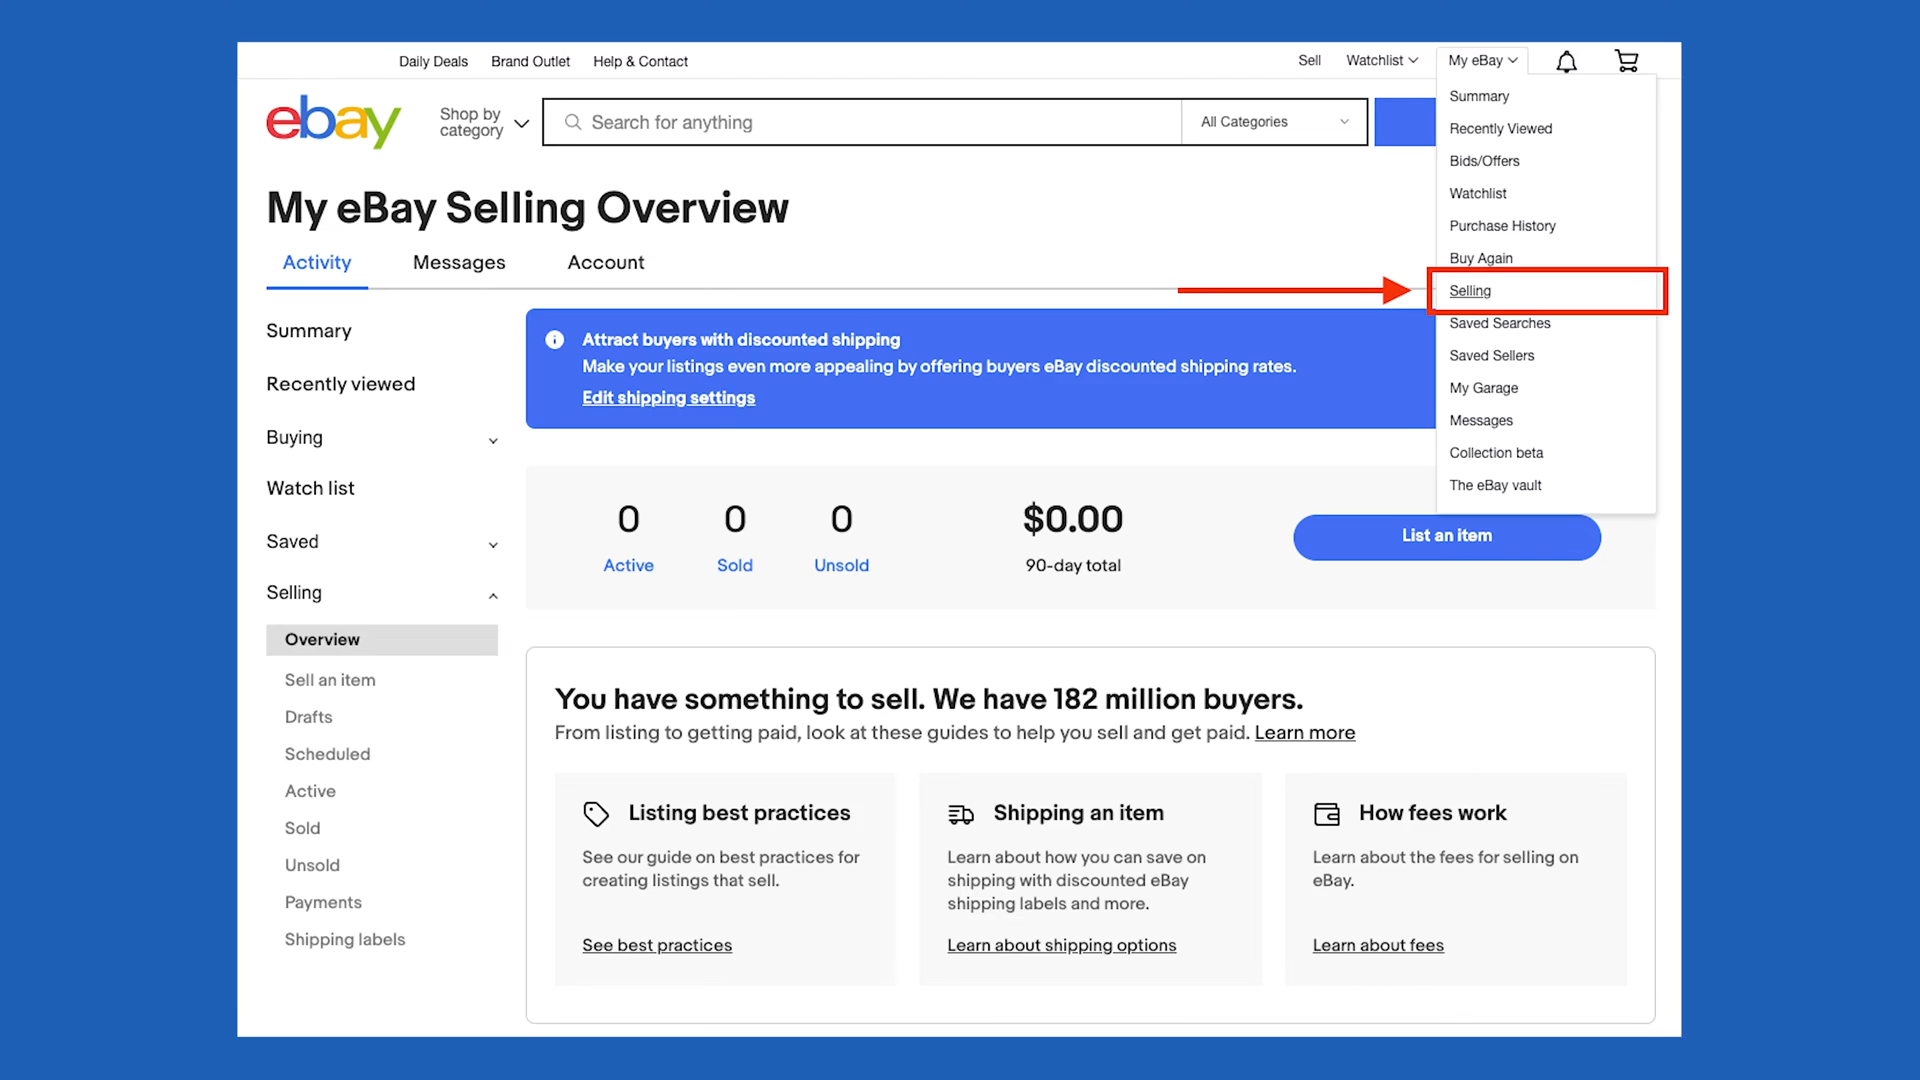 Daily Deals
Brand Outlet
Help & Contact
Sell
Watchlist
My eBay
ebay
Shop by
category
Search for anything
All Categories
Summary
Recently Viewed
Bids/Offers
Watchlist
Purchase History
Buy Again
Selling
Saved Searches
Saved Sellers
My Garage
Messages
Collection beta
The eBay vault
My eBay Selling Overview
Activity
Messages
Account
Summary
Recently viewed
Buying
Watch list
Saved
Selling
Overview
Sell an item
Drafts
Scheduled
Active
Sold
Unsold
Payments
Shipping labels
Attract buyers with discounted shipping
Make your listings even more appealing by offering buyers eBay discounted shipping rates.
Edit shipping settings
0
Active
0
Sold
0
Unsold
$0.00
90-day total
List an item
You have something to sell. We have 182 million buyers.
From listing to getting paid, look at these guides to help you sell and get paid. Learn more
Listing best practices
See our guide on best practices for
creating listings that sell.
See best practices
Shipping an item
Learn about how you can save on
shipping with discounted eBay
shipping labels and more.
Learn about shipping options
How fees work
Learn about the fees for selling on
eBay.
Learn about fees